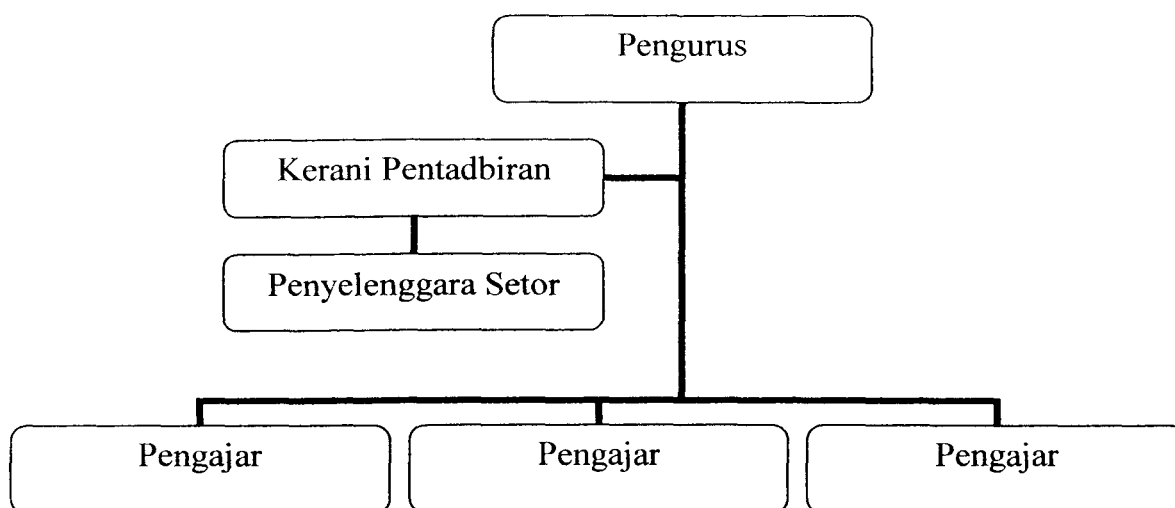 Pengurus
Kerani Pentadbiran
Penyelenggara Setor
Pengajar
Pengajar
Pengajar